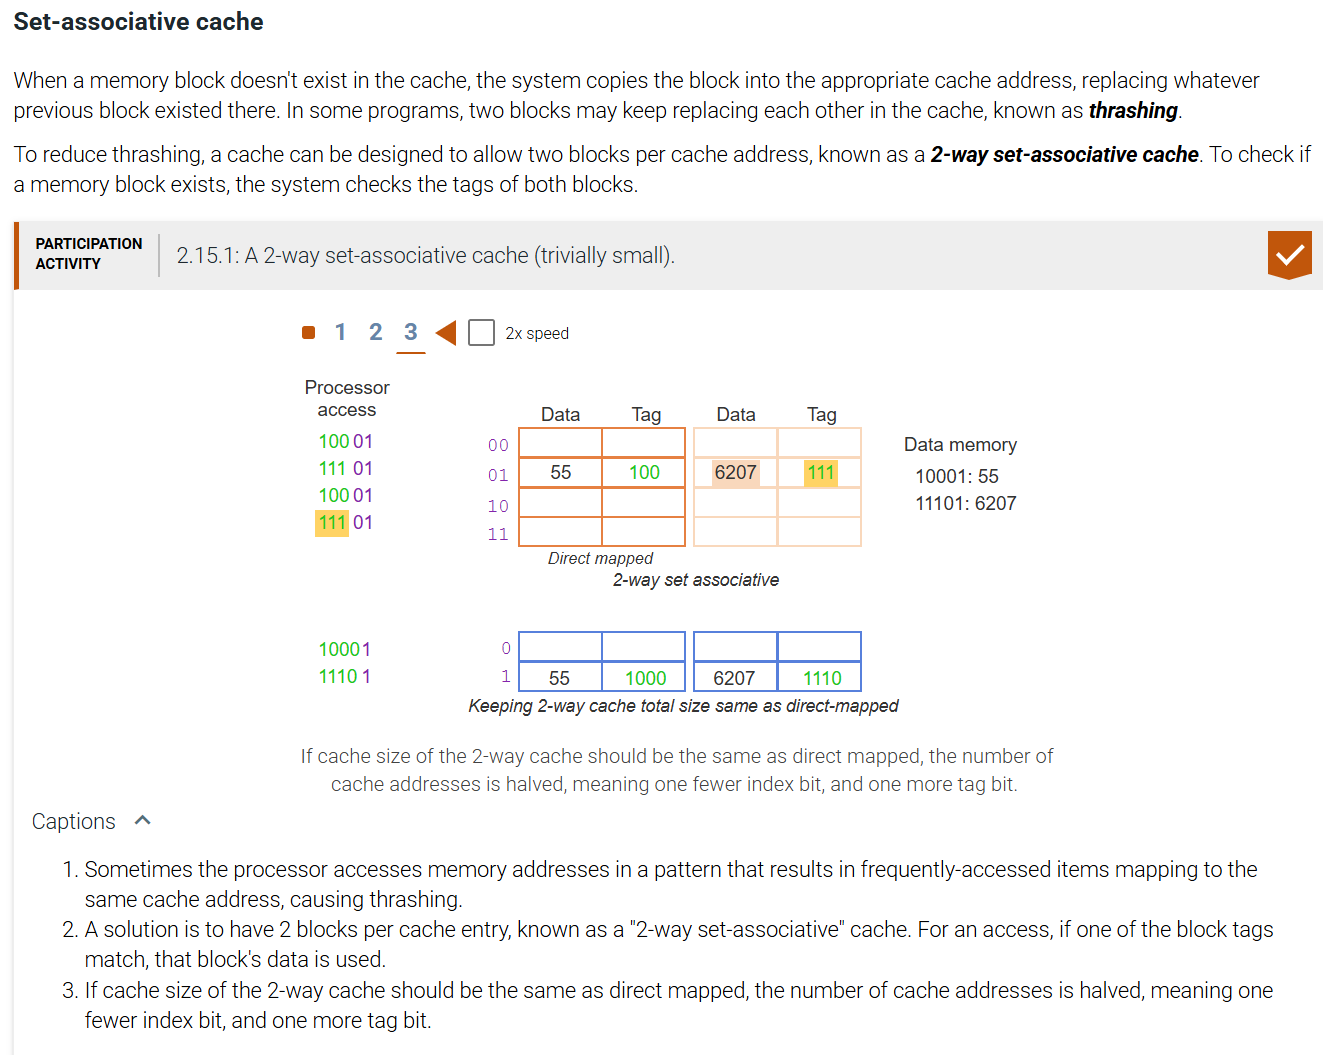 Set-associative cache
When a memory block doesn't exist in the cache, the system copies the block into the appropriate cache address, replacing whatever
previous block existed there. In some programs, two blocks may keep replacing each other in the cache, known as thrashing.
To reduce thrashing, a cache can be designed to allow two blocks per cache address, known as a 2-way set-associative cache. To check if
a memory block exists, the system checks the tags of both blocks.
PARTICIPATION
ACTIVITY
2.15.1: A 2-way set-associative cache (trivially small).
1 2 3 2x speed
Processor
access
100 01
111 01
100 01
111 01
Data Tag Data Tag
00
01 55 100 6207 111
10
11
Direct mapped
2-way set associative
Data memory
10001: 55
11101: 6207
1000 1
1110 1
0
1 55 1000 6207 1110
Keeping 2-way cache total size same as direct-mapped
If cache size of the 2-way cache should be the same as direct mapped, the number of
cache addresses is halved, meaning one fewer index bit, and one more tag bit.
Captions
1. Sometimes the processor accesses memory addresses in a pattern that results in frequently-accessed items mapping to the
same cache address, causing thrashing.
2. A solution is to have 2 blocks per cache entry, known as a "2-way set-associative" cache. For an access, if one of the block tags
match, that block's data is used.
3. If cache size of the 2-way cache should be the same as direct mapped, the number of cache addresses is halved, meaning one
fewer index bit, and one more tag bit.